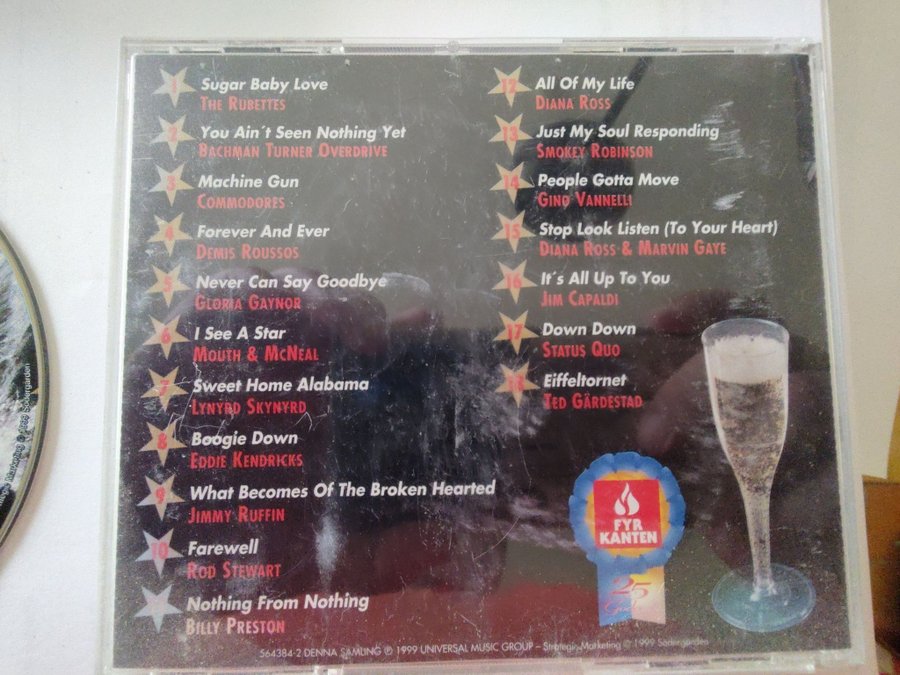 1 Sugar Baby Love
The Rubettes
2 You Ain´t Seen Nothing Yet
Bachman Turner Overdrive
3 Machine Gun
Commodores
4 Forever And Ever
Demis Roussos
5 Never Can Say Goodbye
Gloria Gaynor
6 I See A Star
Mouth & McNeal
7 Sweet Home Alabama
Lynyrd Skynyrd
8 Boogie Down
Eddie Kendricks
9 What Becomes Of The Broken Hearted
Jimmy Ruffin
10 Farewell
Rod Stewart
Nothing From Nothing
Billy Preston
12 All Of My Life
Diana Ross
13 Just My Soul Responding
Smokey Robinson
14 People Gotta Move
Gino Vannelli
15 Stop Look Listen (To Your Heart)
Diana Ross & Marvin Gaye
16 It´s All Up To You
Jim Capaldi
17 Down Down
Status Quo
18 Eiffeltornet
Ted Gärdestad
FYR
KANTEN
25
564384-2 DENNA SAMLING ℗ 1999 UNIVERSAL MUSIC GROUP – Strategic Marketing © 1999 Södergården